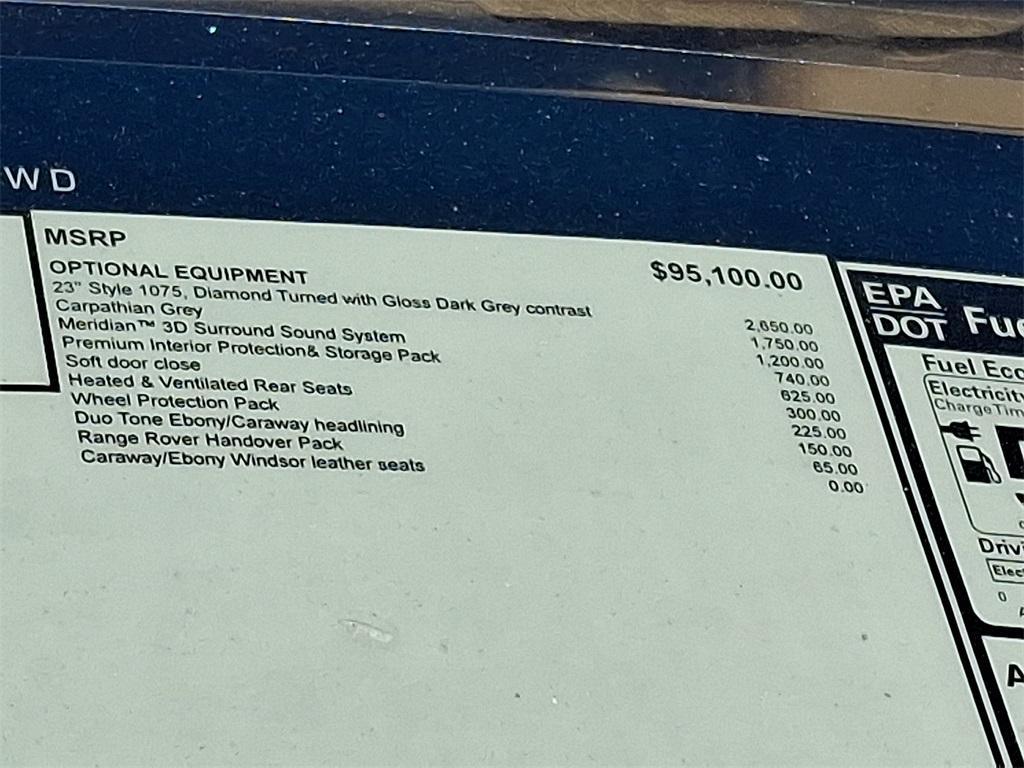 WD
MSRP $95,100.00
OPTIONAL EQUIPMENT
23" Style 1075, Diamond Turned with Gloss Dark Grey contrast 2,650.00
Carpathian Grey 1,750.00
Meridian™ 3D Surround Sound System 1,200.00
Premium Interior Protection& Storage Pack 740.00
Soft door close 625.00
Heated & Ventilated Rear Seats 300.00
Wheel Protection Pack 225.00
Duo Tone Ebony/Caraway headlining 150.00
Range Rover Handover Pack 65.00
Caraway/Ebony Windsor leather seats 0.00
EPA
DOT
Fuel Eco
Electricity
Charge Tim
Drivi
Elec
0
A